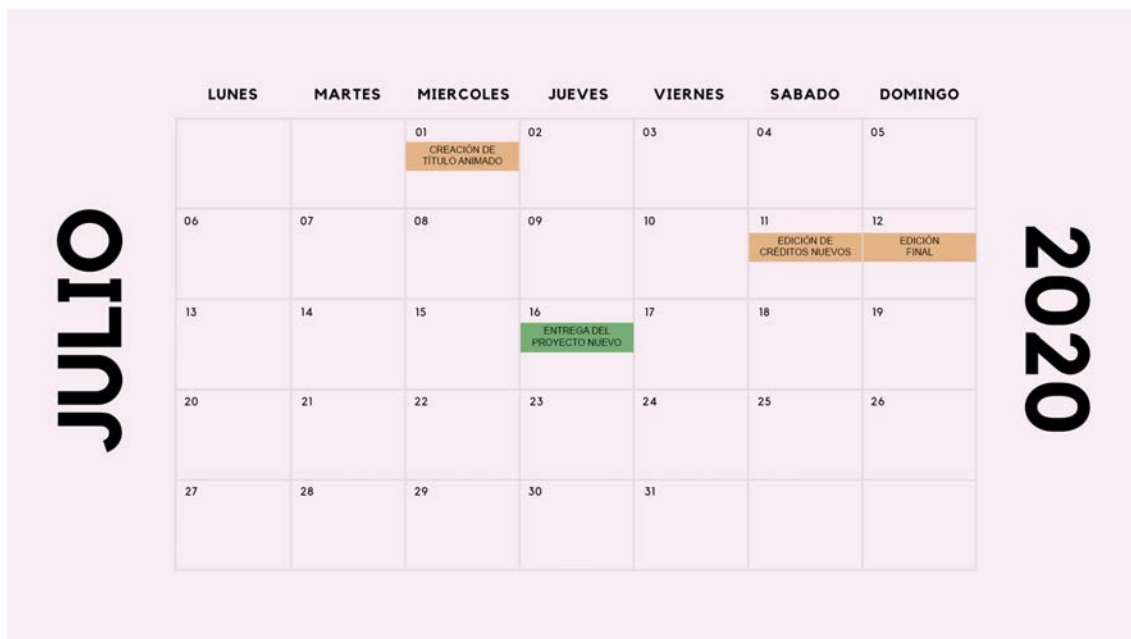 JULIO
2020
LUNES MARTES MIERCOLES JUEVES VIERNES SABADO DOMINGO
01 02 03 04 05
CREACIÓN DE
TÍTULO ANIMADO
06 07 08 09 10 11 12
EDICIÓN DE
CRÉDITOS NUEVOS
EDICIÓN
FINAL
13 14 15 16 17 18 19
ENTREGA DEL
PROYECTO NUEVO
20 21 22 23 24 25 26
27 28 29 30 31